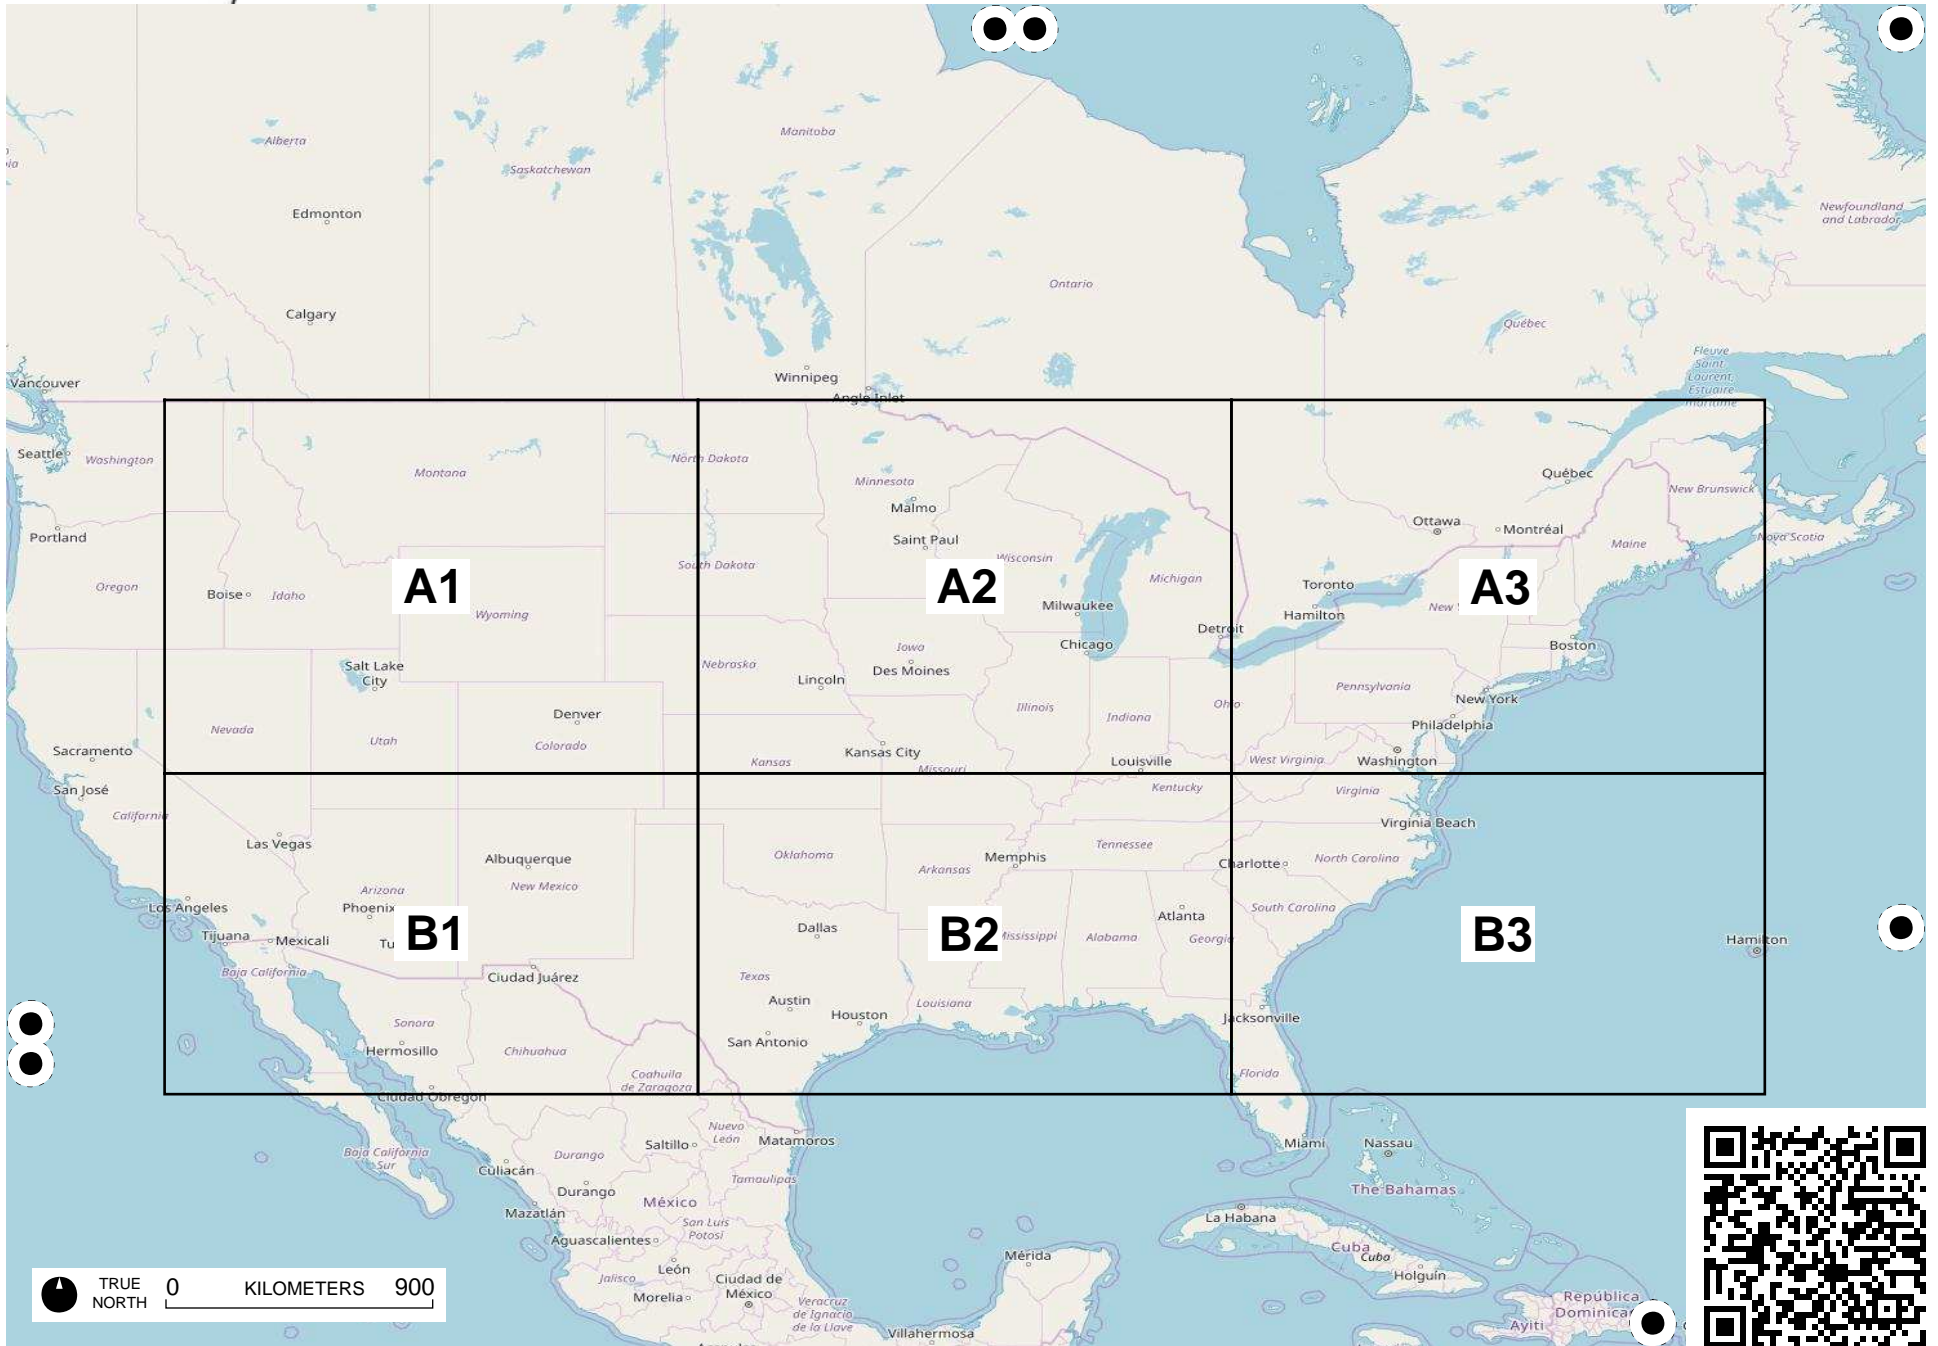 Alberta
Manitoba
Saskatchewan
Edmonton
Newfoundland
and Labrador
Ontario
Calgary
Québec
Fleuve
Saint
Laurent,
Estuaire
maritime
Winnipeg
Vancouver
Angle Inlet
Seattle
Washington
Montana
North Dakota
Minnesota
Québec
New Brunswick
Malmo
Ottawa
Montréal
Portland
Saint Paul
Wisconsin
Maine
Nova Scotia
South Dakota
Michigan
Toronto
Oregon
Boise
Idaho
A1
A2
A3
Wyoming
Milwaukee
Hamilton
New
Detroit
Chicago
Boston
Iowa
Des Moines
Nebraska
Salt Lake
City
Lincoln
Pennsylvania
New York
Denver
Illinois
Indiana
Ohio
Philadelphia
Nevada
Utah
Colorado
Sacramento
Kansas City
Kansas
Missouri
Louisville
West Virginia
Washington
San José
Kentucky
Virginia
California
Virginia Beach
Las Vegas
Albuquerque
Oklahoma
Memphis
Tennessee
Charlotte
North Carolina
Arkansas
New Mexico
Arizona
Los Angeles
Phoenix
Atlanta
South Carolina
Dallas
Tijuana
Mexicali
Tu
B1
B2
B3
Mississippi
Alabama
Georgia
Hamilton
Baja California
Ciudad Juárez
Texas
Austin
Louisiana
Houston
Jacksonville
Sonora
Hermosillo
Chihuahua
San Antonio
Coahuila
de Zaragoza
Florida
Ciudad Obregón
Nuevo
León
Saltillo
Matamoros
Miami
Nassau
Baja California
Sur
Durango
Culiacán
Tamaulipas
Durango
México
The Bahamas
Mazatlán
San Luis
Potosí
La Habana
Aguascalientes
Cuba
Cuba
Mérida
León
Jalisco
Ciudad de
México
Holguín
Morelia
Veracruz
de Ignacio
de la Llave
República
Dominica
Ayiti
Villahermosa
TRUE
NORTH
0 KILOMETERS 900